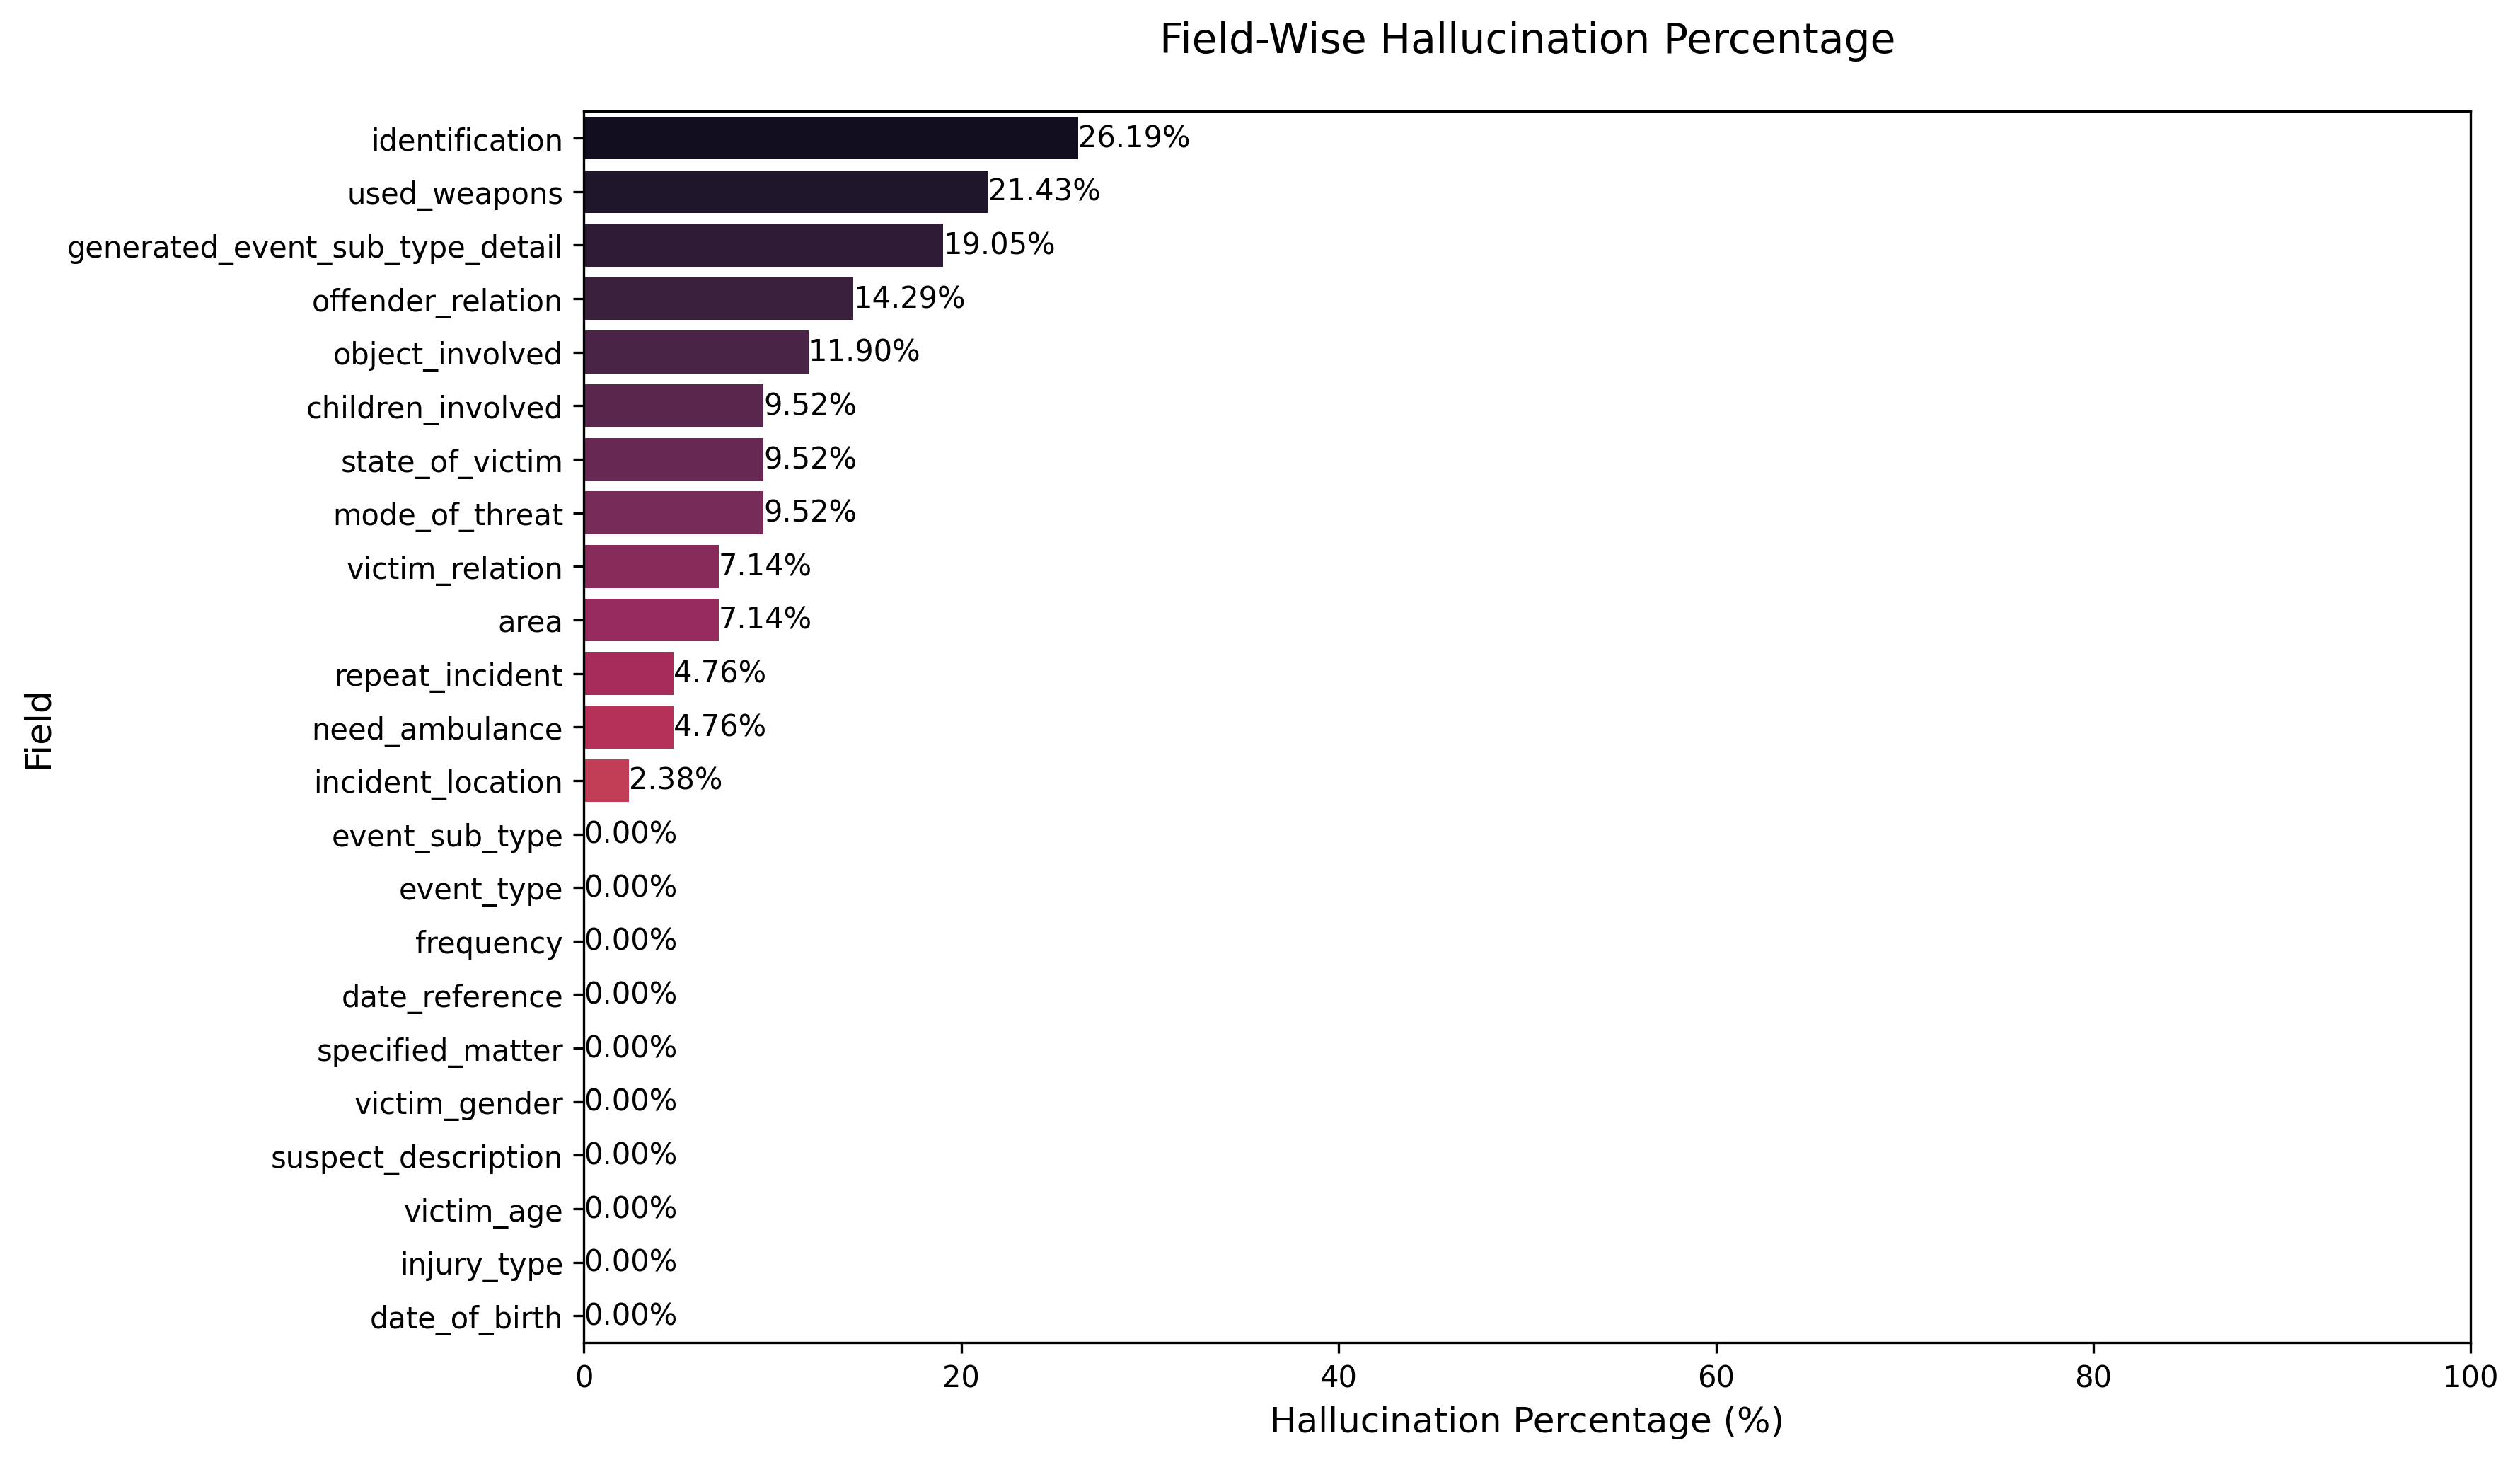 Field-Wise Hallucination Percentage
identification 26.19%
used_weapons 21.43%
generated_event_sub_type_detail 19.05%
offender_relation 14.29%
object_involved 11.90%
children_involved 9.52%
state_of_victim 9.52%
mode_of_threat 9.52%
victim_relation 7.14%
area 7.14%
repeat_incident 4.76%
need_ambulance 4.76%
incident_location 2.38%
event_sub_type 0.00%
event_type 0.00%
frequency 0.00%
date_reference 0.00%
specified_matter 0.00%
victim_gender 0.00%
suspect_description 0.00%
victim_age 0.00%
injury_type 0.00%
date_of_birth 0.00%
Field
0 20 40 60 80 100
Hallucination Percentage (%)